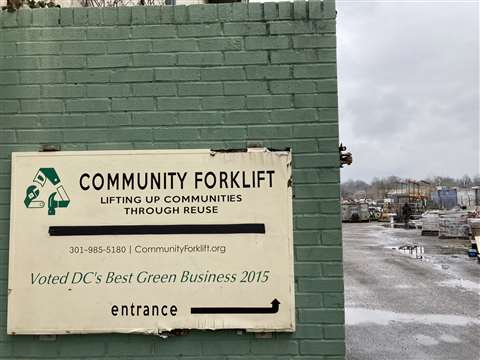 COMMUNITY FORKLIFT
LIFTING UP COMMUNITIES
THROUGH REUSE
301-985-5180 | CommunityForklift.org
Voted DC's Best Green Business 2015
entrance